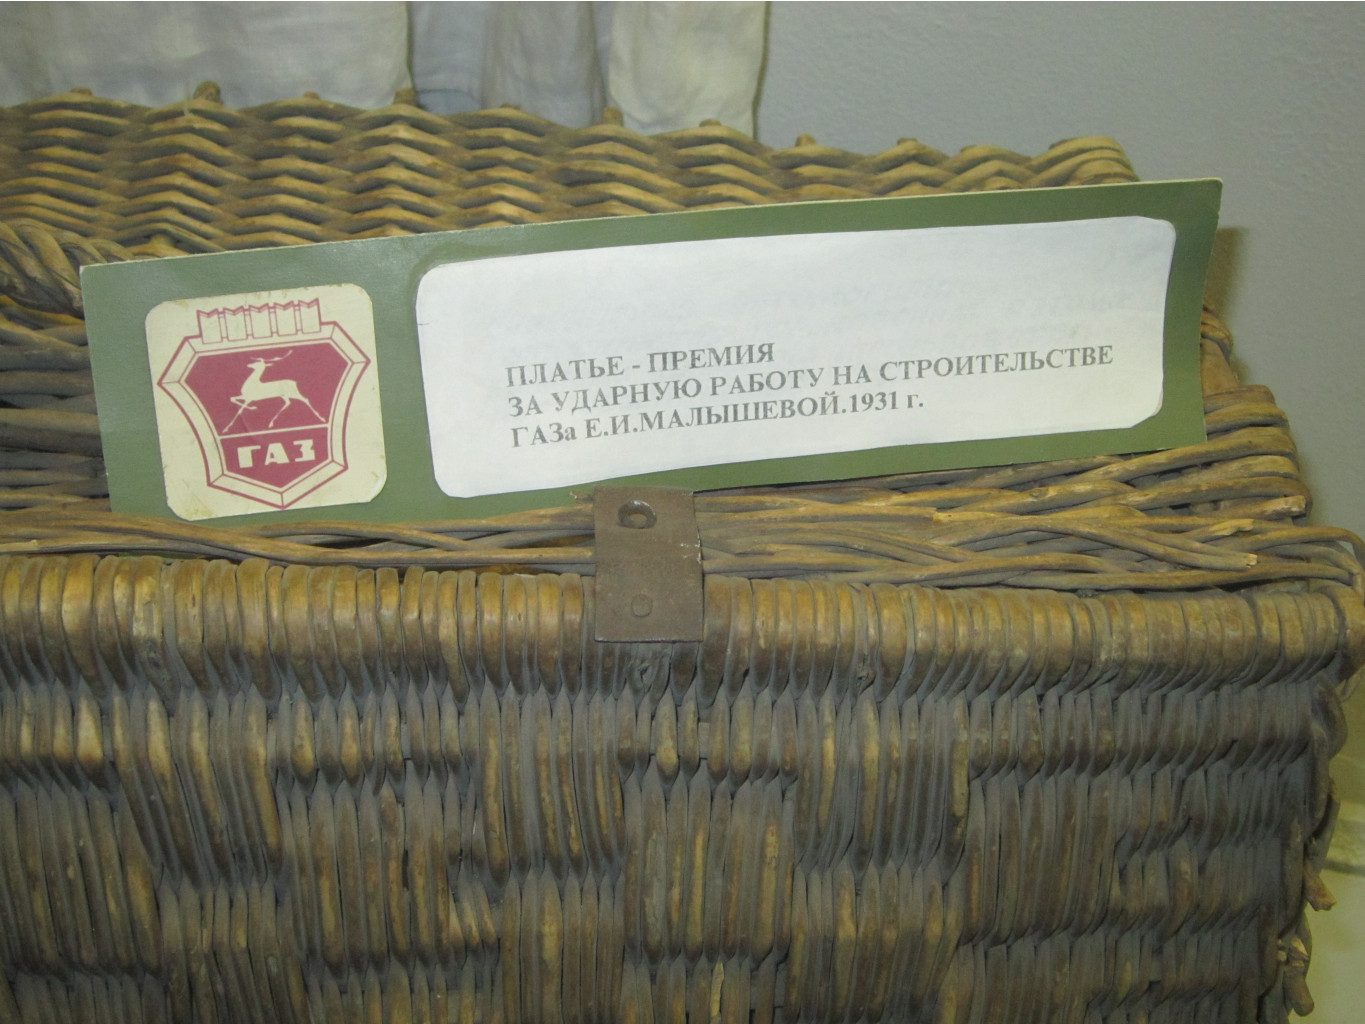 ГАЗ
ПЛАТЬЕ - ПРЕМИЯ
ЗА УДАРНУЮ РАБОТУ НА СТРОИТЕЛЬСТВЕ
ГАЗа Е.И.МАЛЫШЕВОЙ.1931 г.